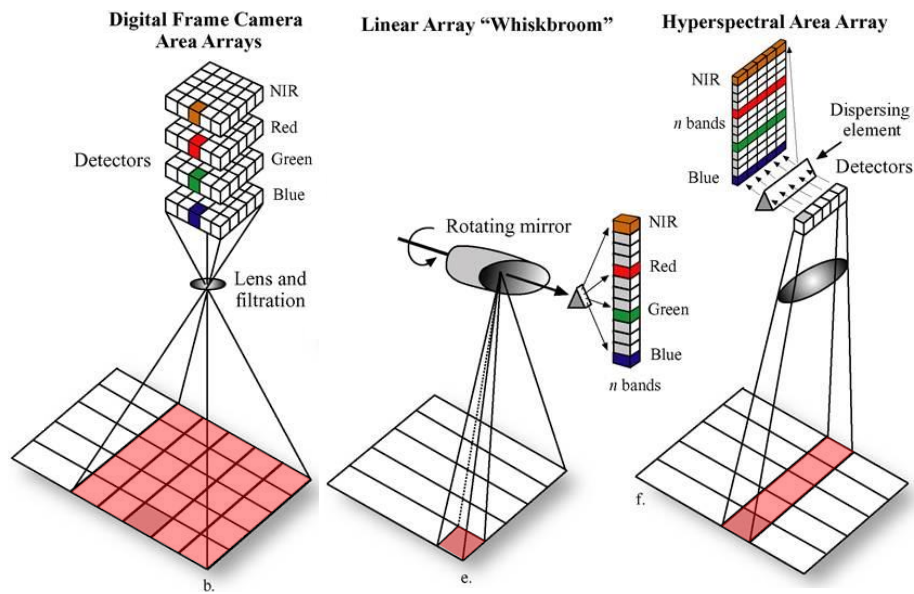 Digital Frame Camera
Area Arrays
NIR
Red
Detectors
Green
Blue
Lens and
filtration
b.
Linear Array “Whiskbroom”
Rotating mirror
NIR
Red
Green
Blue
n bands
e.
Hyperspectral Area Array
NIR
n bands
Blue
Dispersing
element
Detectors
f.